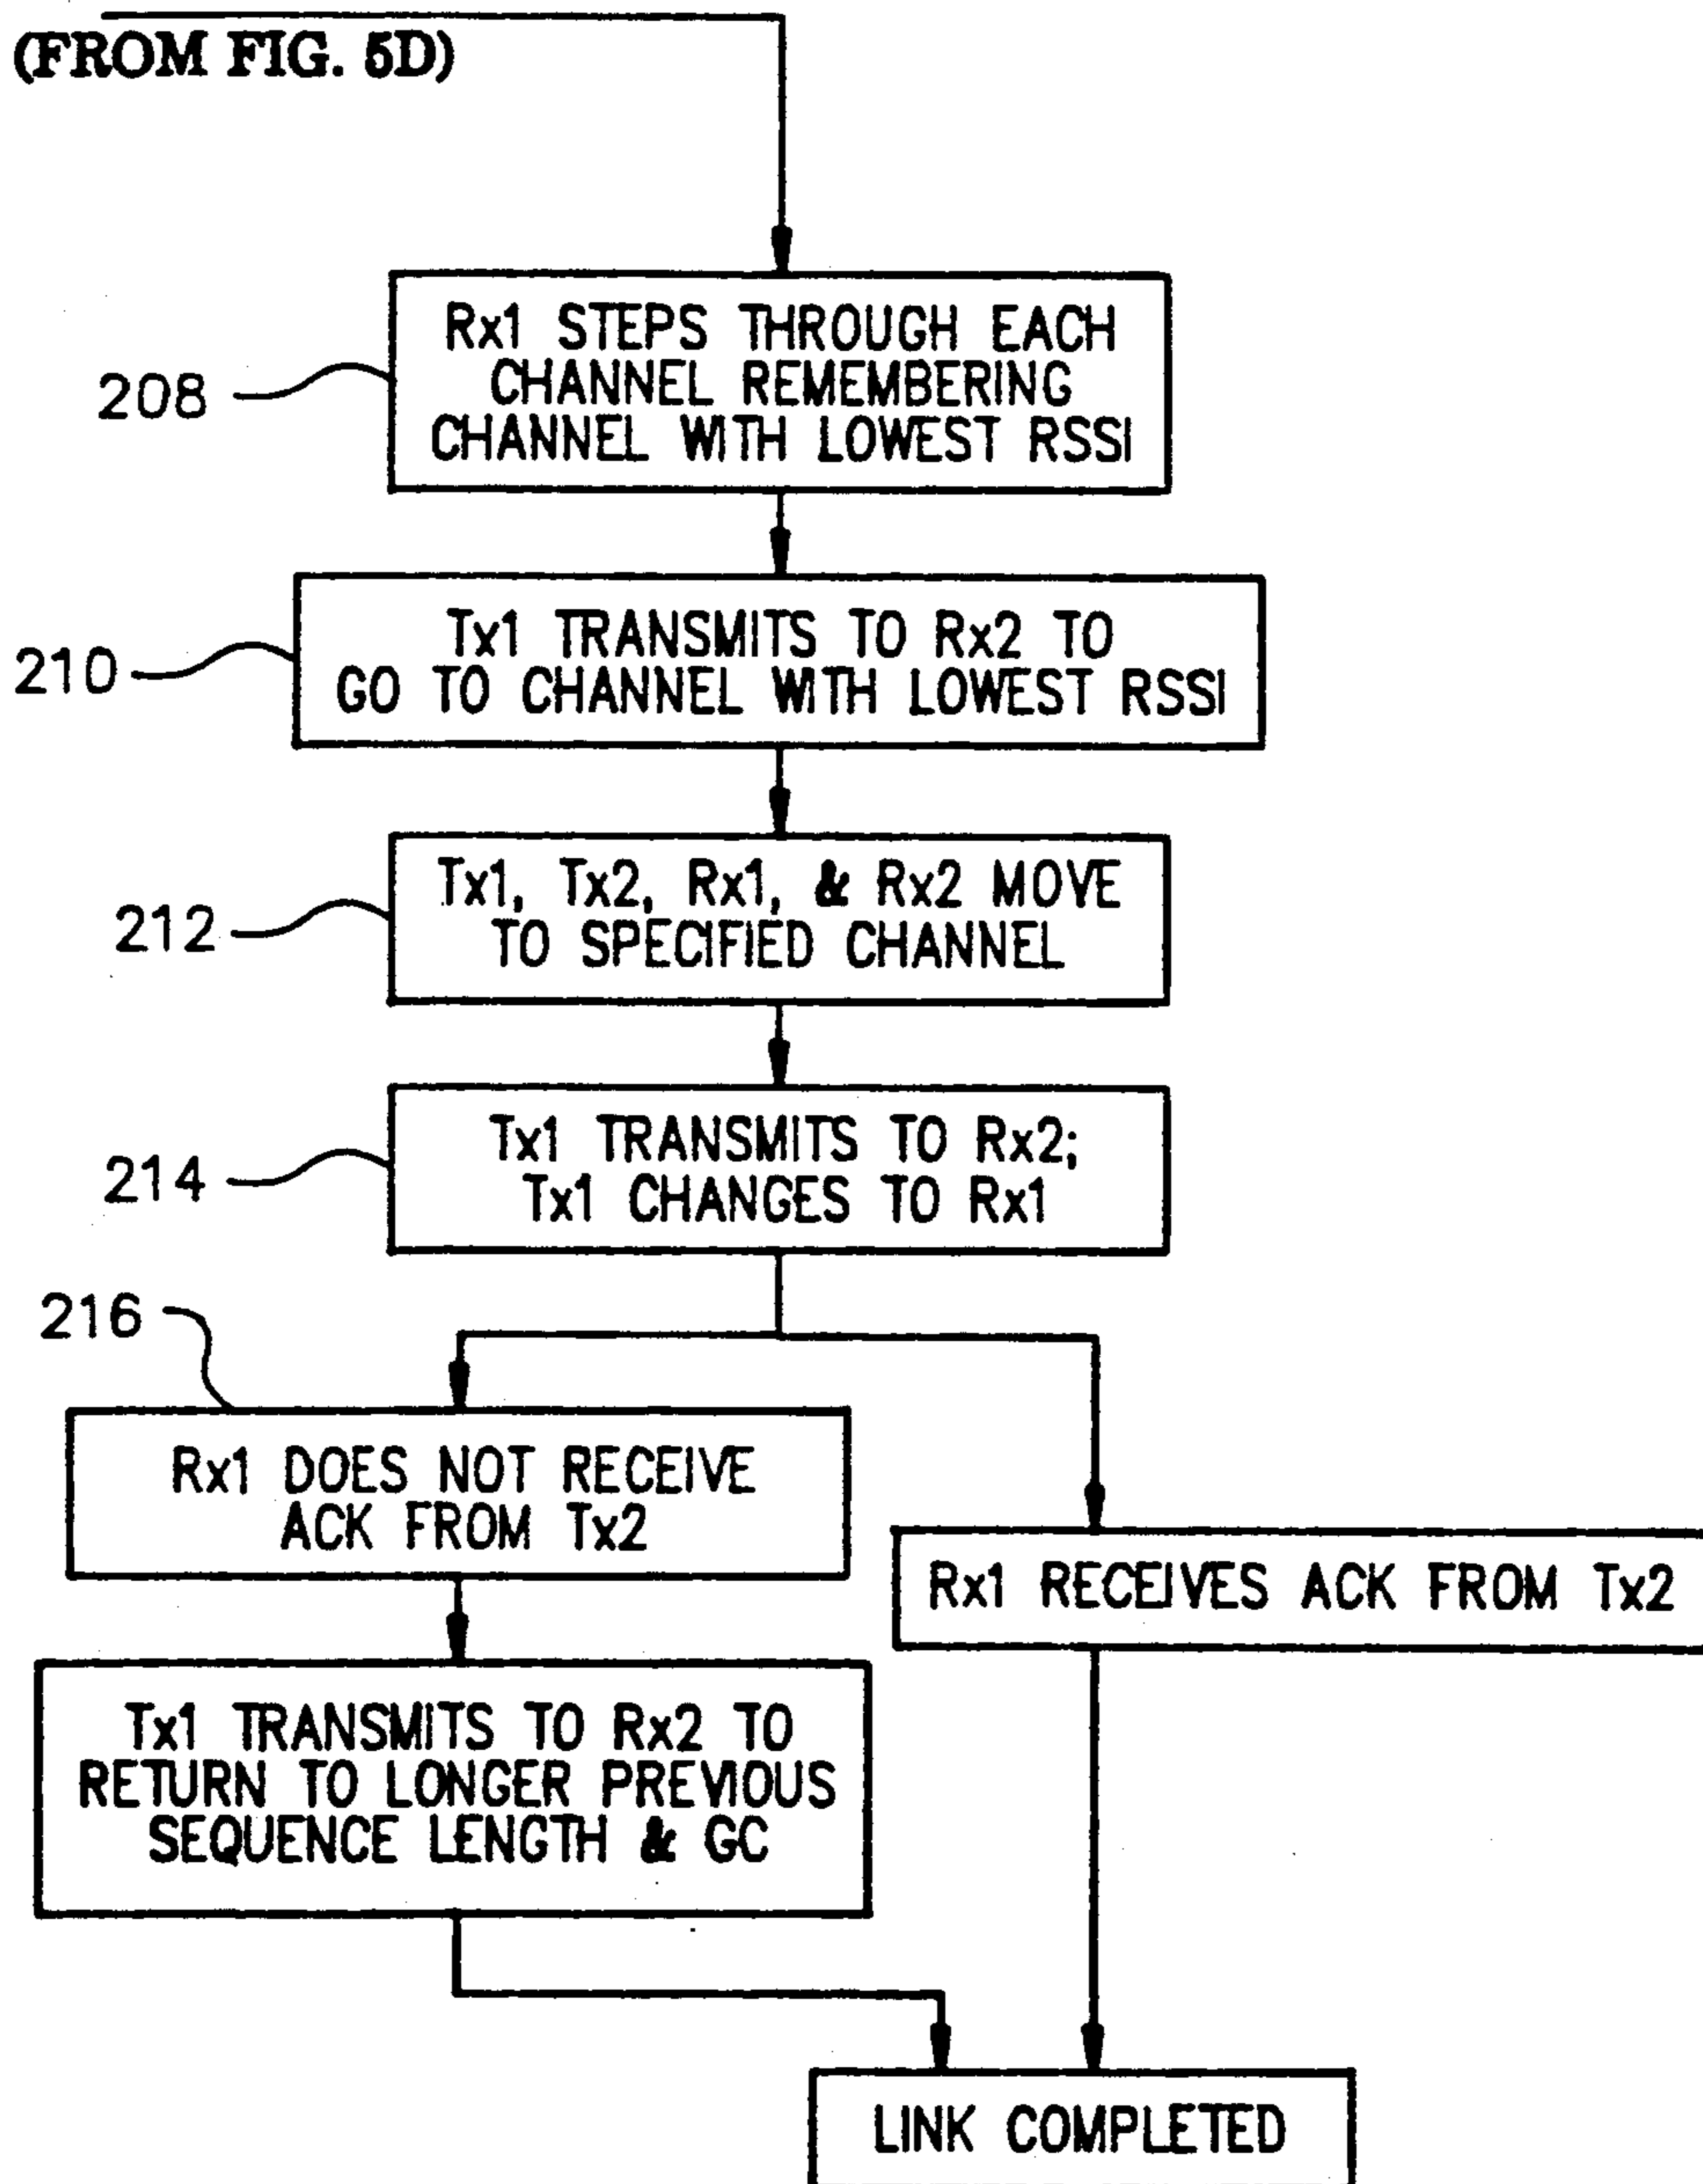 (FROM FIG. 5D)
208
Rx1 STEPS THROUGH EACH
CHANNEL REMEMBERING
CHANNEL WITH LOWEST RSSI
210
Tx1 TRANSMITS TO Rx2 TO
GO TO CHANNEL WITH LOWEST RSSI
212
Tx1, Tx2, Rx1, & Rx2 MOVE
TO SPECIFIED CHANNEL
214
Tx1 TRANSMITS TO Rx2;
Tx1 CHANGES TO Rx1
216
Rx1 DOES NOT RECEIVE
ACK FROM Tx2
Rx1 RECEIVES ACK FROM Tx2
Tx1 TRANSMITS TO Rx2 TO
RETURN TO LONGER PREVIOUS
SEQUENCE LENGTH & GC
LINK COMPLETED